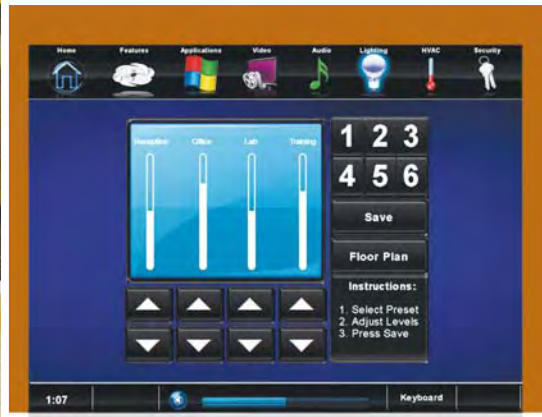 Home Features Applications Video Audio Lighting HVAC Security
Reception Office Lab Training
1 2 3
4 5 6
Save
Floor Plan
Instructions:
1. Select Preset
2. Adjust Levels
3. Press Save
1:07 Keyboard